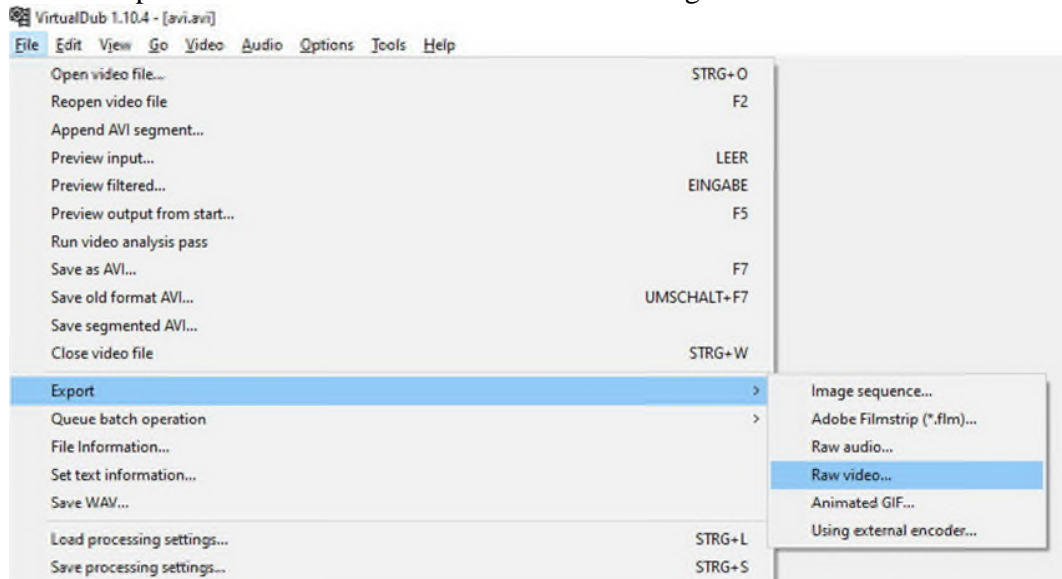 VirtualDub 1.10.4 - [avi.avi]
File Edit View Go Video Audio Options Tools Help
Open video file... STRG+O
Reopen video file F2
Append AVI segment...
Preview input... LEER
Preview filtered... EINGABE
Preview output from start... F5
Run video analysis pass
Save as AVI... F7
Save old format AVI... UMSCHALT+F7
Save segmented AVI...
Close video file STRG+W
Export >
Image sequence...
Queue batch operation >
Adobe Filmstrip (*.flm)...
File Information...
Raw audio...
Set text information...
Raw video...
Save WAV...
Animated GIF...
Using external encoder...
Load processing settings... STRG+L
Save processing settings... STRG+S